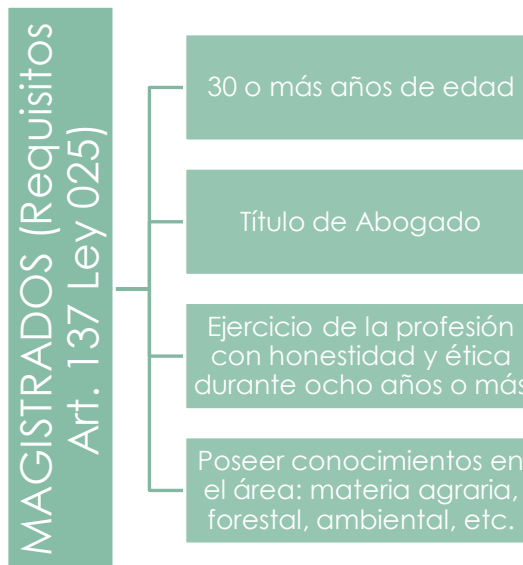 MAGISTRADOS (Requisitos
Art. 137 Ley 025)
30 o más años de edad
Título de Abogado
Ejercicio de la profesión
con honestidad y ética
durante ocho años o más
Poseer conocimientos en
el área: materia agraria,
forestal, ambiental, etc.